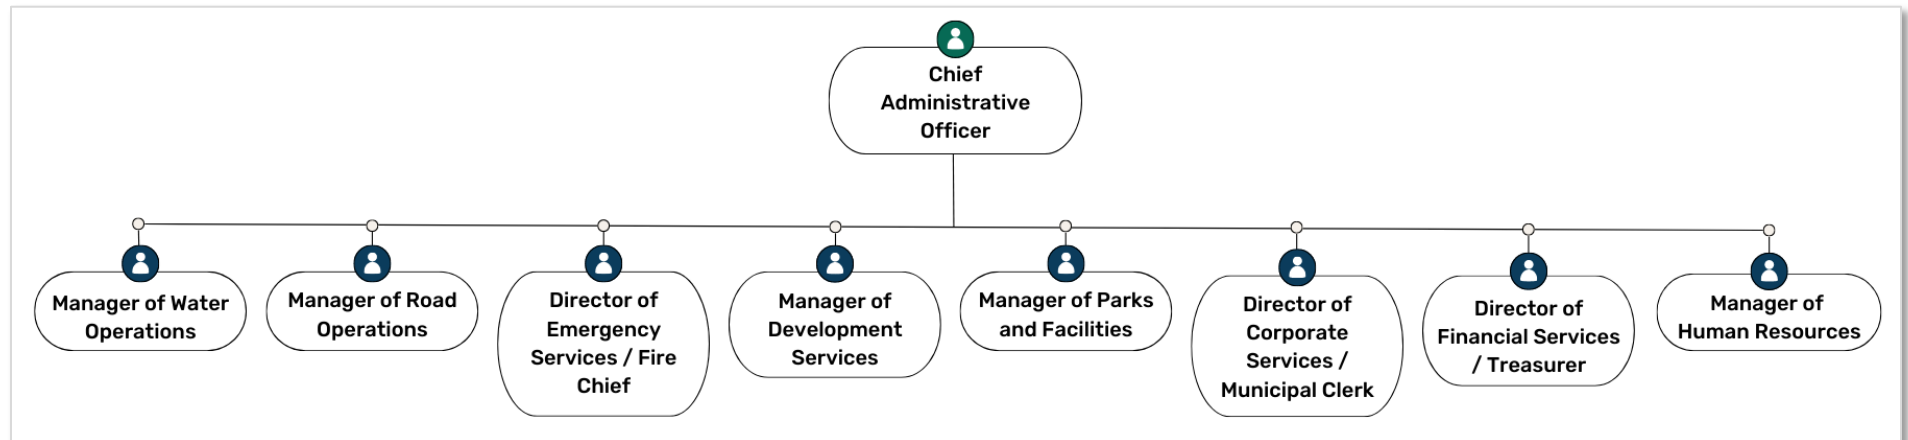 Chief
Administrative
Officer
Manager of Water
Operations
Manager of Road
Operations
Director of
Emergency
Services / Fire
Chief
Manager of
Development
Services
Manager of Parks
and Facilities
Director of
Corporate
Services /
Municipal Clerk
Director of
Financial Services
/ Treasurer
Manager of
Human Resources